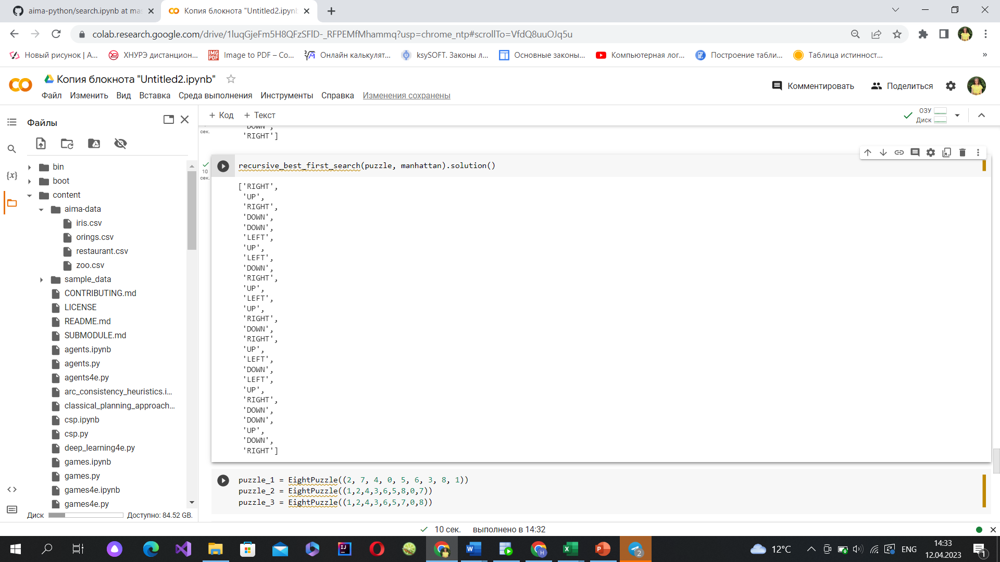 aima-python/search.ipynb at mas
Копия блокнота "Untitled2.ipynb
colab.research.google.com/drive/1luqGjeFm5H8QFzSFlD-_RFPEMfMhammq?usp=chrome_ntp#scrollTo=VfdQ8uuOJq5u
Новый рисунок | А...
ХНУРЭ дистанцион...
Image to PDF – Co...
Онлайн калькулят...
ksySOFT. Законы л...
Основные законы...
Компьютерная лог...
Построение табли...
Таблица истинност...
»
Копия блокнота "Untitled2.ipynb"
Файл Изменить Вид Вставка Среда выполнения Инструменты Справка Изменения сохранены
Комментировать
Поделиться
Файлы
+ Код + Текст
ОЗУ
Диск
bin
boot
content
aima-data
iris.csv
orings.csv
restaurant.csv
zoo.csv
sample_data
CONTRIBUTING.md
LICENSE
README.md
SUBMODULE.md
agents.ipynb
agents.py
agents4e.py
arc_consistency_heuristics.i...
classical_planning_approach...
csp.ipynb
csp.py
deep_learning4e.py
games.ipynb
games.py
games4e.ipynb
games4e.py
Диск Доступно: 84.52 GB.
сек.
'DOWN',
'RIGHT']
10
сек.
recursive_best_first_search(puzzle, manhattan).solution()
['RIGHT',
'UP',
'RIGHT',
'DOWN',
'DOWN',
'LEFT',
'UP',
'LEFT',
'DOWN',
'RIGHT',
'UP',
'LEFT',
'UP',
'RIGHT',
'DOWN',
'RIGHT',
'UP',
'LEFT',
'DOWN',
'LEFT',
'UP',
'RIGHT',
'DOWN',
'DOWN',
'UP',
'DOWN',
'RIGHT']
puzzle_1 = EightPuzzle((2, 7, 4, 0, 5, 6, 3, 8, 1))
puzzle_2 = EightPuzzle((1,2,4,3,6,5,8,0,7))
puzzle_3 = EightPuzzle((1,2,4,3,6,5,7,0,8))
10 сек. выполнено в 14:32
12°C
ENG
14:33
12.04.2023
1
2